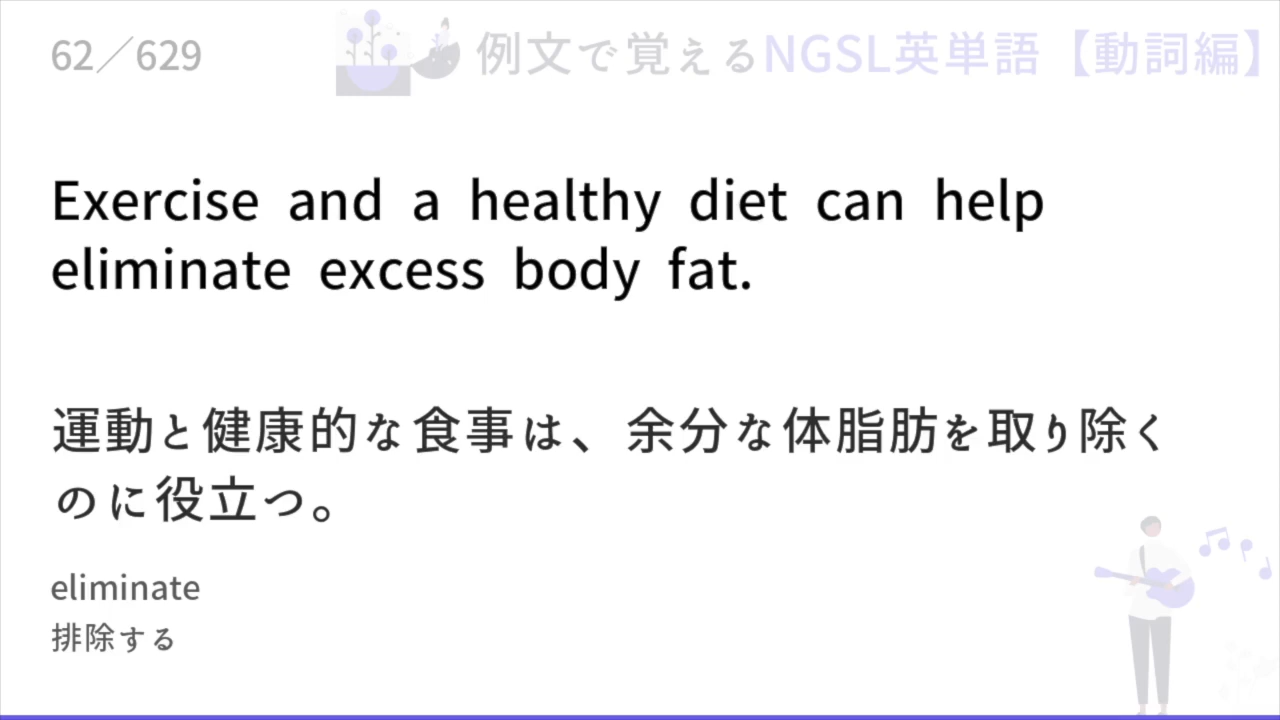 62／629
例文で覚えるNGSL英単語【動詞編】
Exercise and a healthy diet can help
eliminate excess body fat.
運動と健康的な食事は、余分な体脂肪を取り除く
のに役立つ。
eliminate
排除する